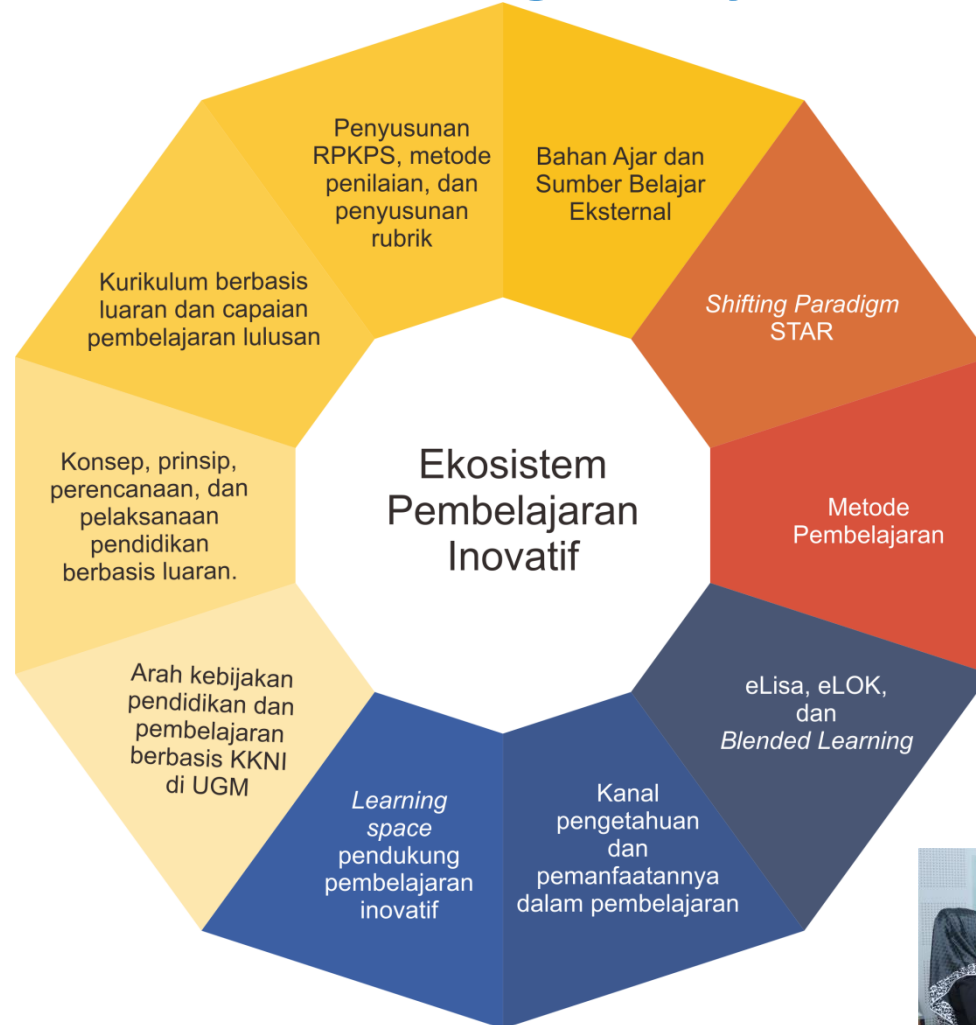 Penyusunan
RPKPS, metode
penilaian, dan
penyusunan
rubrik
Bahan Ajar dan
Sumber Belajar
Eksternal
Kurikulum berbasis
luaran dan capaian
pembelajaran lulusan
Shifting Paradigm
STAR
Konsep, prinsip,
perencanaan, dan
pelaksanaan
pendidikan
berbasis luaran.
Ekosistem
Pembelajaran
Inovatif
Metode
Pembelajaran
Arah kebijakan
pendidikan dan
pembelajaran
berbasis KKNI
di UGM
eLisa, eLOK,
dan
Blended Learning
Learning
space
pendukung
pembelajaran
inovatif
Kanal
pengetahuan
dan
pemanfaatannya
dalam pembelajaran